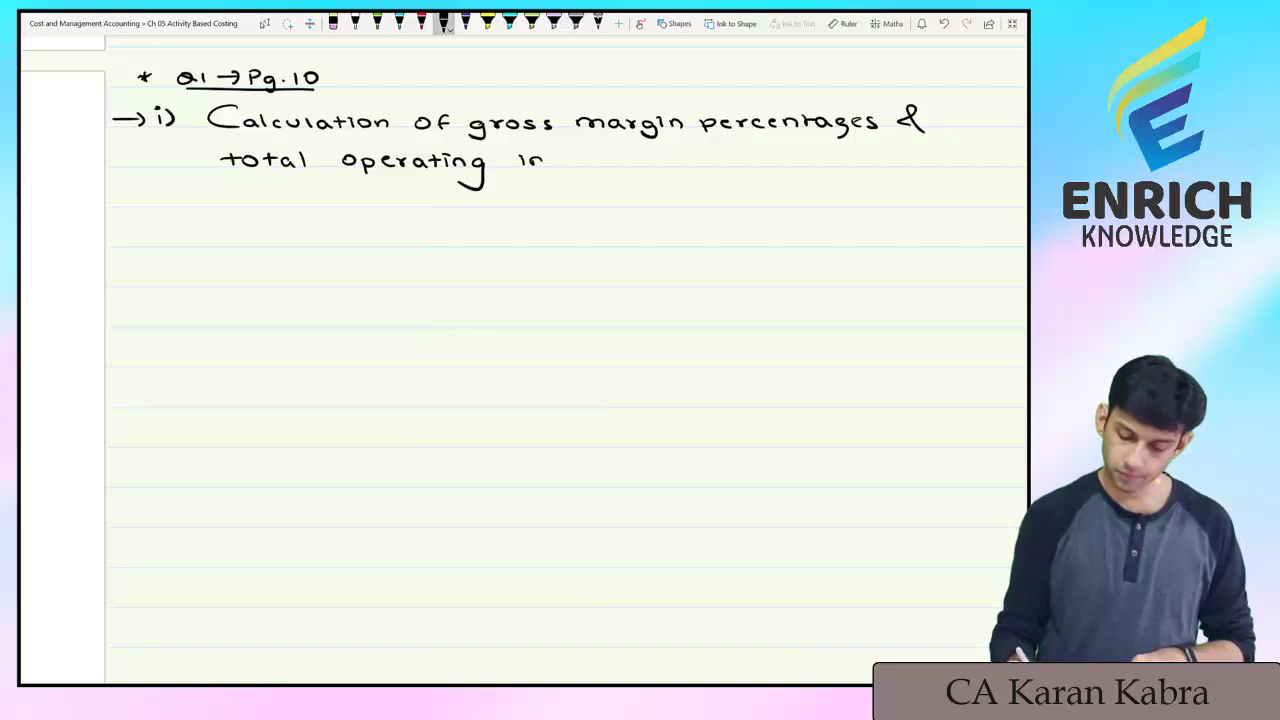 Cost and Management Accounting » Ch 05 Activity Based Costing
Shapes
Ink to Shape
Ink to Text
Ruler
Maths
* Q1 → Pg. 10
→ i) Calculation of gross margin percentages &
total operating in
ENRICH
KNOWLEDGE
CA Karan Kabra